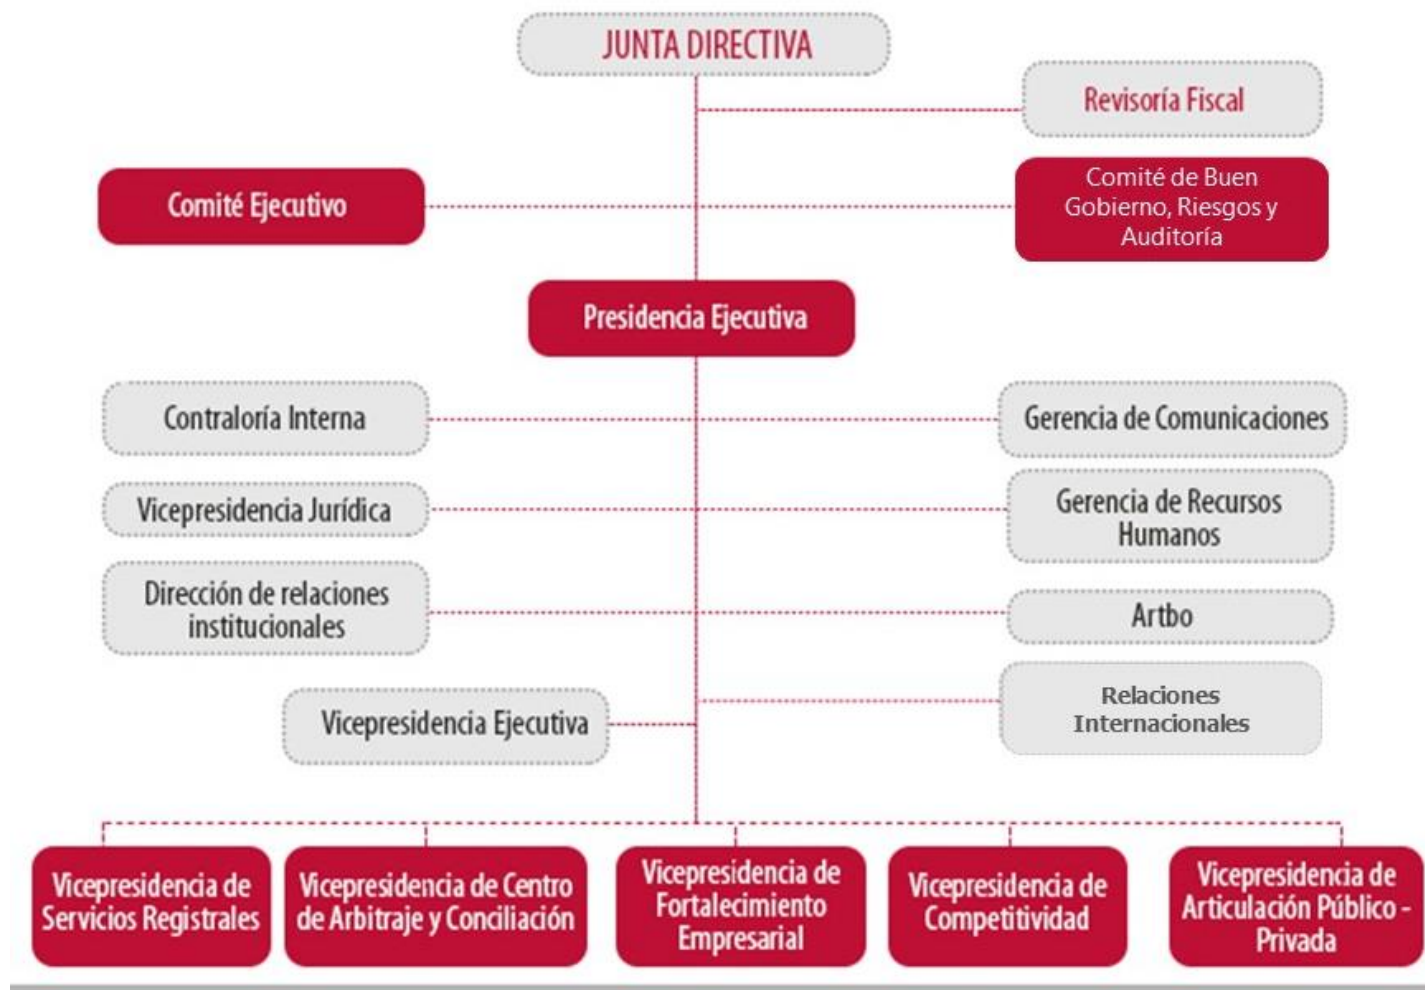 JUNTA DIRECTIVA
Revisoría Fiscal
Comité Ejecutivo
Comité de Buen
Gobierno, Riesgos y
Auditoría
Presidencia Ejecutiva
Contraloría Interna
Gerencia de Comunicaciones
Vicepresidencia Jurídica
Gerencia de Recursos
Humanos
Dirección de relaciones
institucionales
Artbo
Relaciones
Internacionales
Vicepresidencia Ejecutiva
Vicepresidencia de
Servicios Registrales
Vicepresidencia de Centro
de Arbitraje y Conciliación
Vicepresidencia de
Fortalecimiento
Empresarial
Vicepresidencia de
Competitividad
Vicepresidencia de
Articulación Público -
Privada